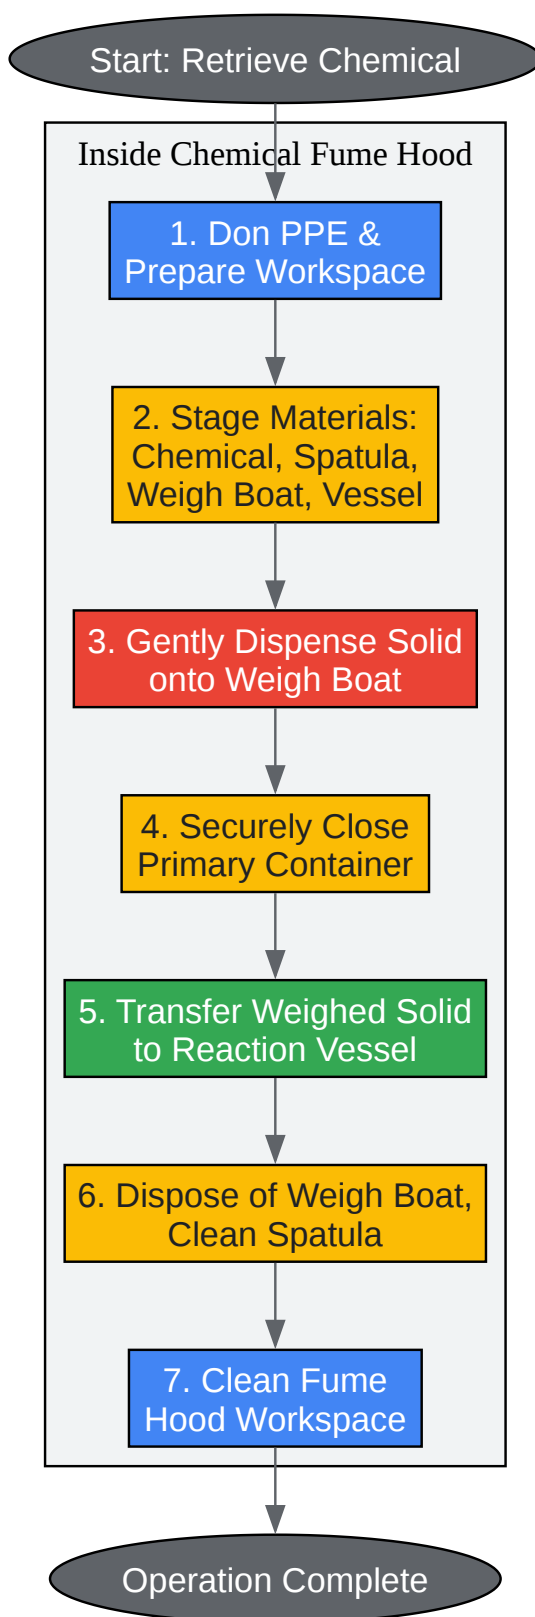 Start: Retrieve Chemical
Inside Chemical Fume Hood
1. Don PPE &
Prepare Workspace
2. Stage Materials:
Chemical, Spatula,
Weigh Boat, Vessel
3. Gently Dispense Solid
onto Weigh Boat
4. Securely Close
Primary Container
5. Transfer Weighed Solid
to Reaction Vessel
6. Dispose of Weigh Boat,
Clean Spatula
7. Clean Fume
Hood Workspace
Operation Complete